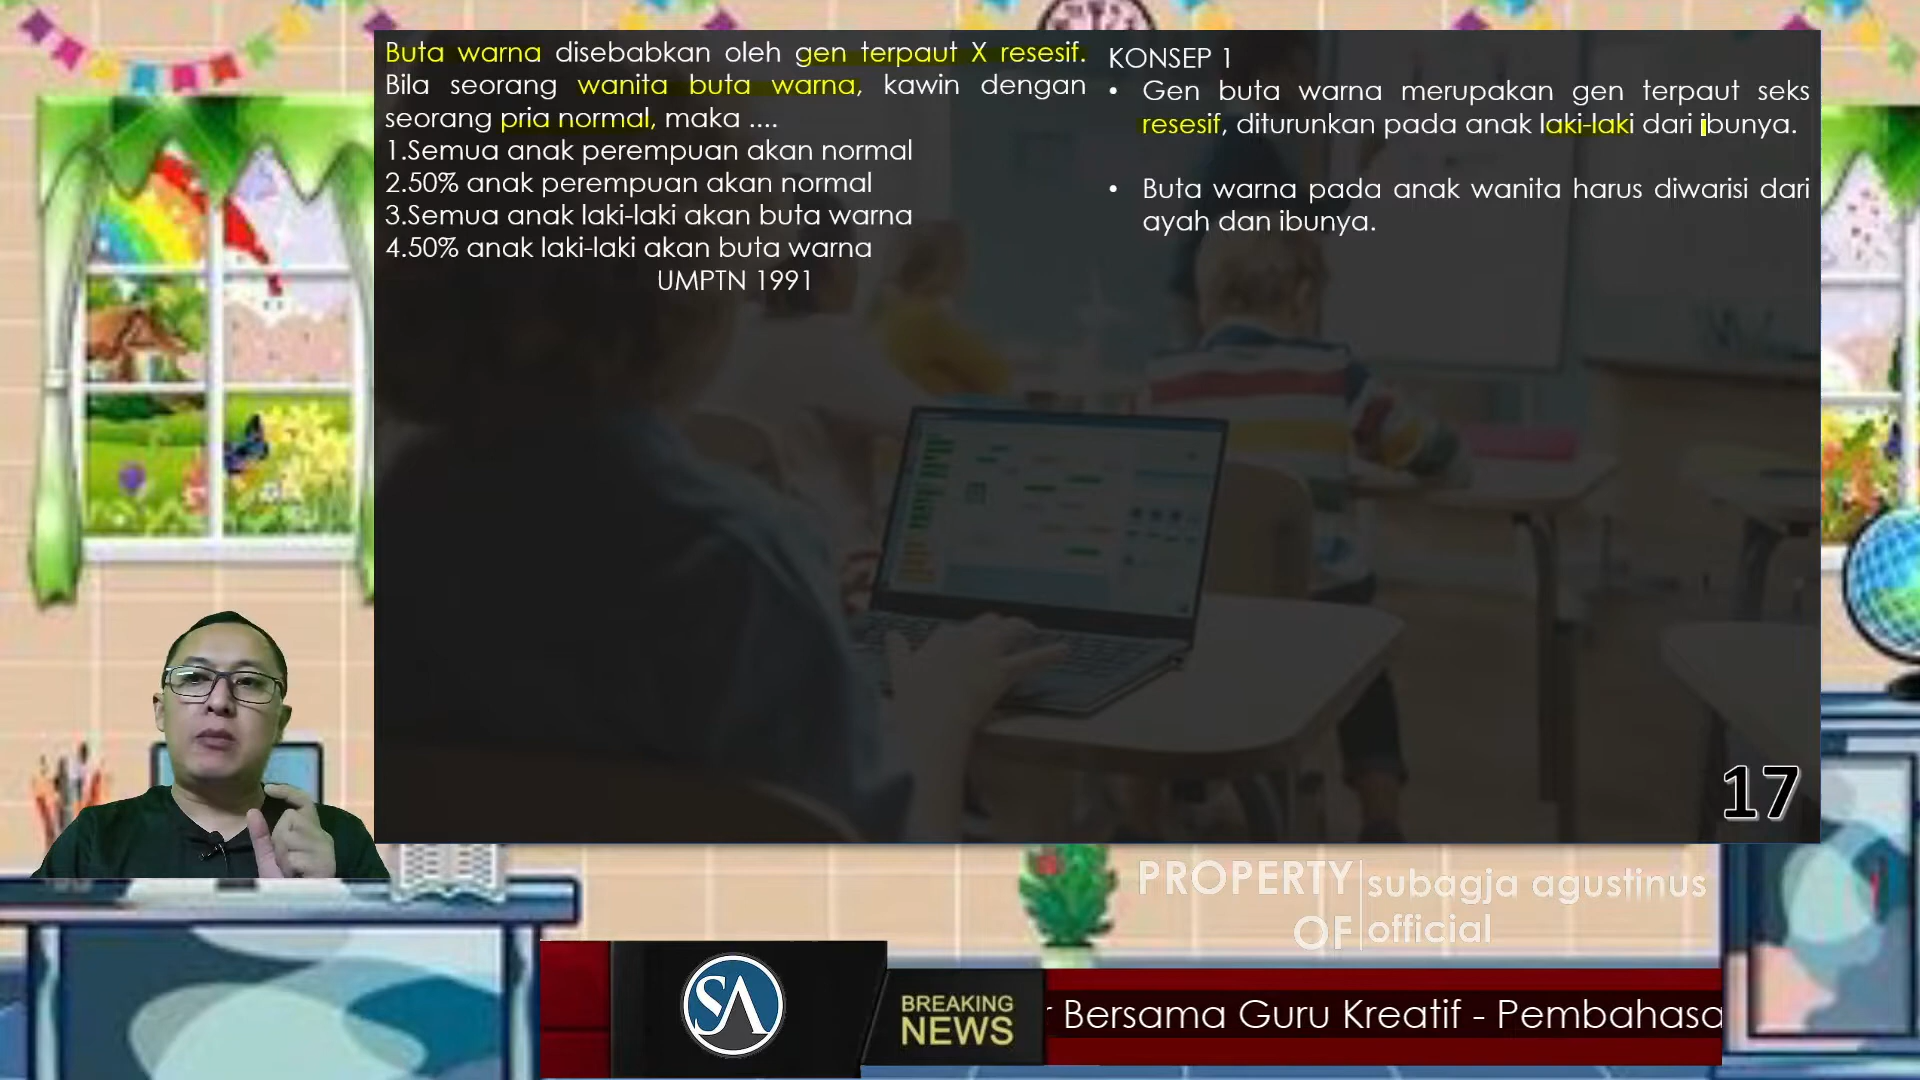 Buta warna disebabkan oleh gen terpaut X resesif.
Bila seorang wanita buta warna, kawin dengan
seorang pria normal, maka ....
1.Semua anak perempuan akan normal
2.50% anak perempuan akan normal
3.Semua anak laki-laki akan buta warna
4.50% anak laki-laki akan buta warna
UMPTN 1991
KONSEP 1
• Gen buta warna merupakan gen terpaut seks
resesif, diturunkan pada anak laki-laki dari ibunya.
• Buta warna pada anak wanita harus diwarisi dari
ayah dan ibunya.
17
PROPERTY OF
subagja agustinus
official
SA
BREAKING
NEWS
Bersama Guru Kreatif - Pembahasa